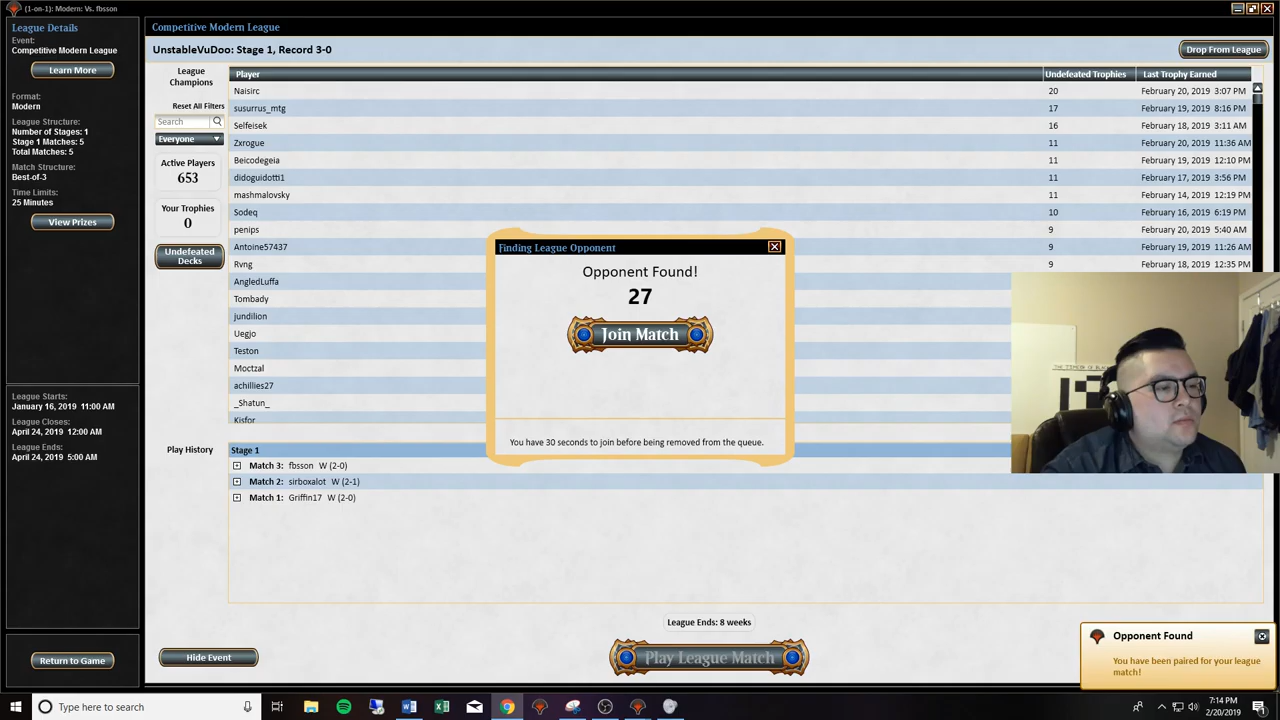 (1-on-1): Modern: Vs. fbsson
League Details
Event:
Competitive Modern League
Learn More
Format:
Modern
League Structure:
Number of Stages: 1
Stage 1 Matches: 5
Total Matches: 5
Match Structure:
Best-of-3
Time Limits:
25 Minutes
View Prizes
League Starts:
January 16, 2019 11:00 AM
League Closes:
April 24, 2019 12:00 AM
League Ends:
April 24, 2019 5:00 AM
Return to Game
Competitive Modern League
UnstableVuDoo: Stage 1, Record 3-0
Drop From League
League
Champions
Reset All Filters
Search
Everyone
Active Players
653
Your Trophies
0
Undefeated
Decks
Player Undefeated Trophies Last Trophy Earned
Naisirc 20 February 20, 2019 3:07 PM
susurrus_mtg 17 February 19, 2019 8:16 PM
Selfeisek 16 February 18, 2019 3:11 AM
Zxrogue 11 February 20, 2019 11:36 AM
Beicodegeia 11 February 19, 2019 12:10 PM
didoguidotti1 11 February 17, 2019 3:56 PM
mashmalovsky 11 February 14, 2019 12:19 PM
Sodeq 10 February 16, 2019 6:19 PM
penips 9 February 20, 2019 5:40 AM
Antoine57437 9 February 19, 2019 11:26 AM
Rvng 9 February 18, 2019 12:35 PM
AngledLuffa
Tombady
jundilion
Uegjo
Teston
Moctzal
achillies27
_Shatun_
Kisfor
Finding League Opponent
Opponent Found!
27
Join Match
You have 30 seconds to join before being removed from the queue.
Play History
Stage 1
Match 3: fbsson W (2-0)
Match 2: sirboxalot W (2-1)
Match 1: Griffin17 W (2-0)
League Ends: 8 weeks
Hide Event
Play League Match
Opponent Found
You have been paired for your league
match!
Type here to search
7:14 PM
2/20/2019